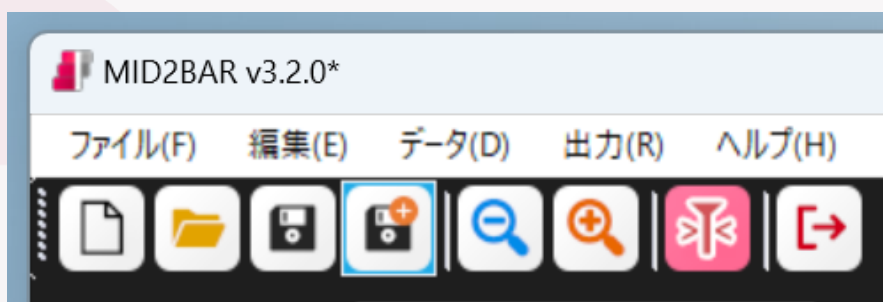 MID2BAR v3.2.0*
ファイル(F) 編集(E) データ(D) 出力(R) ヘルプ(H)